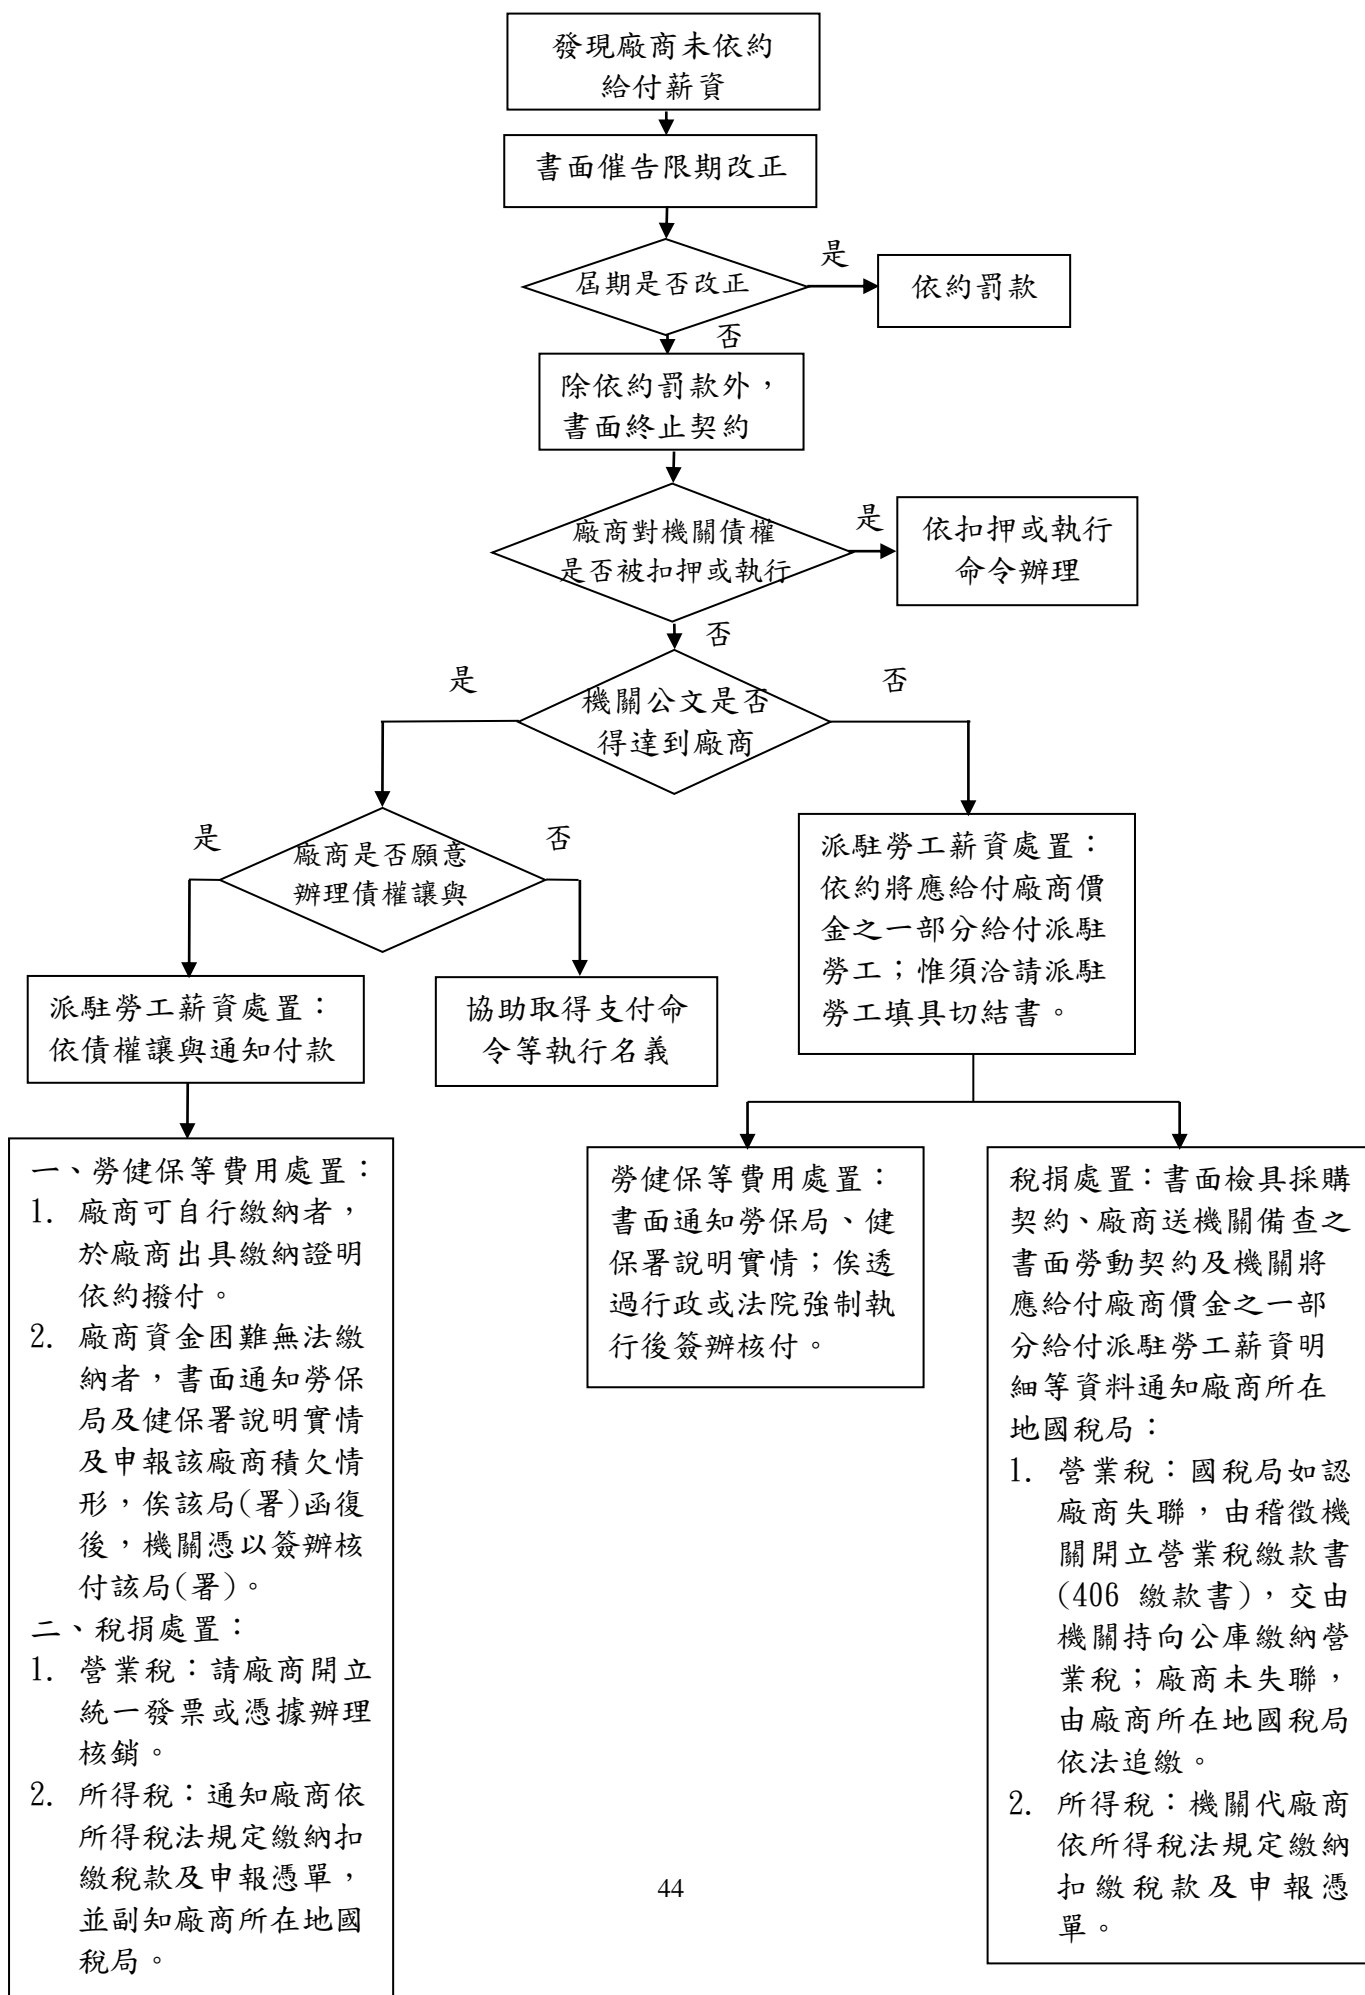 發現廠商未依約
給付薪資
書面催告限期改正
屆期是否改正
是
依約罰款
否
除依約罰款外，
書面終止契約
廠商對機關債權
是否被扣押或執行
是
依扣押或執行
命令辦理
否
機關公文是否
得達到廠商
是
否
廠商是否願意
辦理債權讓與
是
否
派駐勞工薪資處置：
依債權讓與通知付款
協助取得支付命
令等執行名義
派駐勞工薪資處置：
依約將應給付廠商價
金之一部分給付派駐
勞工；惟須洽請派駐
勞工填具切結書。
一、勞健保等費用處置：
1. 廠商可自行繳納者，
於廠商出具繳納證明
依約撥付。
2. 廠商資金困難無法繳
納者，書面通知勞保
局及健保署說明實情
及申報該廠商積欠情
形，俟該局(署)函復
後，機關憑以簽辦核
付該局(署)。
二、稅捐處置：
1. 營業稅：請廠商開立
統一發票或憑據辦理
核銷。
2. 所得稅：通知廠商依
所得稅法規定繳納扣
繳稅款及申報憑單，
並副知廠商所在地國
稅局。
勞健保等費用處置：
書面通知勞保局、健
保署說明實情；俟透
過行政或法院強制執
行後簽辦核付。
稅捐處置：書面檢具採購
契約、廠商送機關備查之
書面勞動契約及機關將
應給付廠商價金之一部
分給付派駐勞工薪資明
細等資料通知廠商所在
地國稅局：
1. 營業稅：國稅局如認
廠商失聯，由稽徵機
關開立營業稅繳款書
(406 繳款書)，交由
機關持向公庫繳納營
業稅；廠商未失聯，
由廠商所在地國稅局
依法追繳。
2. 所得稅：機關代廠商
依所得稅法規定繳納
扣繳稅款及申報憑
單。
44